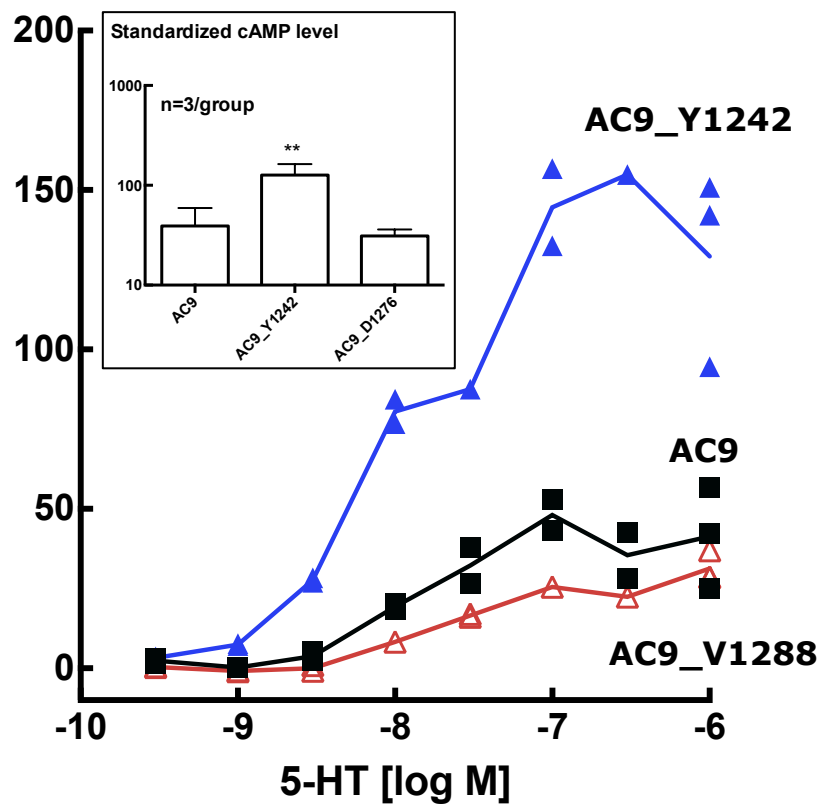 200
150
100
50
0
Standardized cAMP level
1000
100
10
n=3/group
**
AC9
AC9_Y1242
AC9_D1276
AC9_Y1242
AC9
AC9_V1288
-10 -9 -8 -7 -6
5-HT [log M]